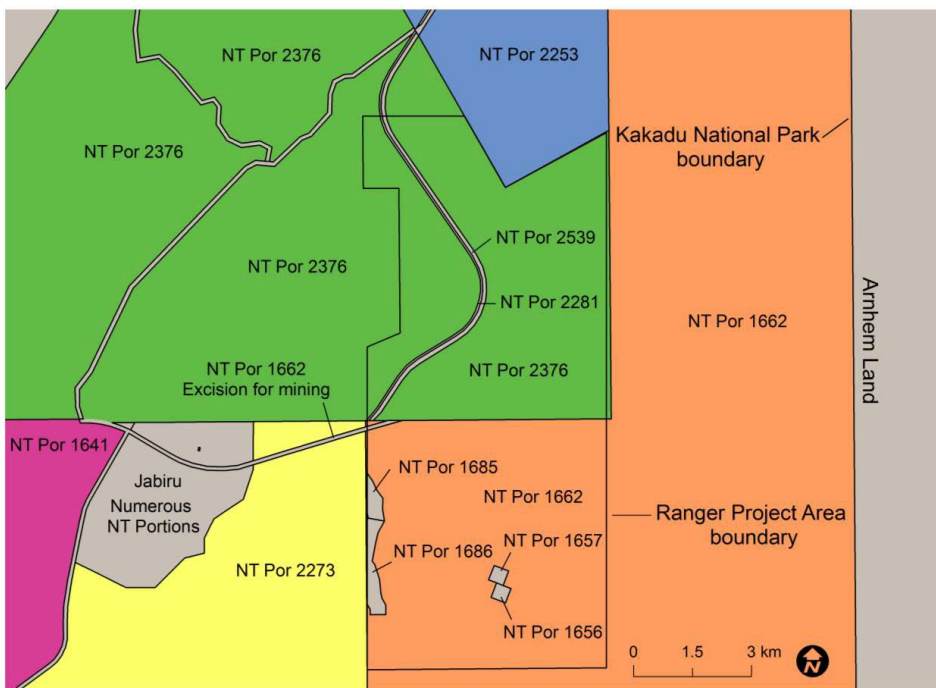 NT Por 2376
NT Por 2253
Kakadu National Park
boundary
NT Por 2376
NT Por 2539
NT Por 2376
NT Por 2281
NT Por 1662
Arnhem Land
NT Por 1662
Excision for mining
NT Por 2376
NT Por 1641
Jabiru
Numerous
NT Portions
NT Por 1685
NT Por 1662
Ranger Project Area
boundary
NT Por 1657
NT Por 1686
NT Por 2273
NT Por 1656
0 1.5 3 km
N